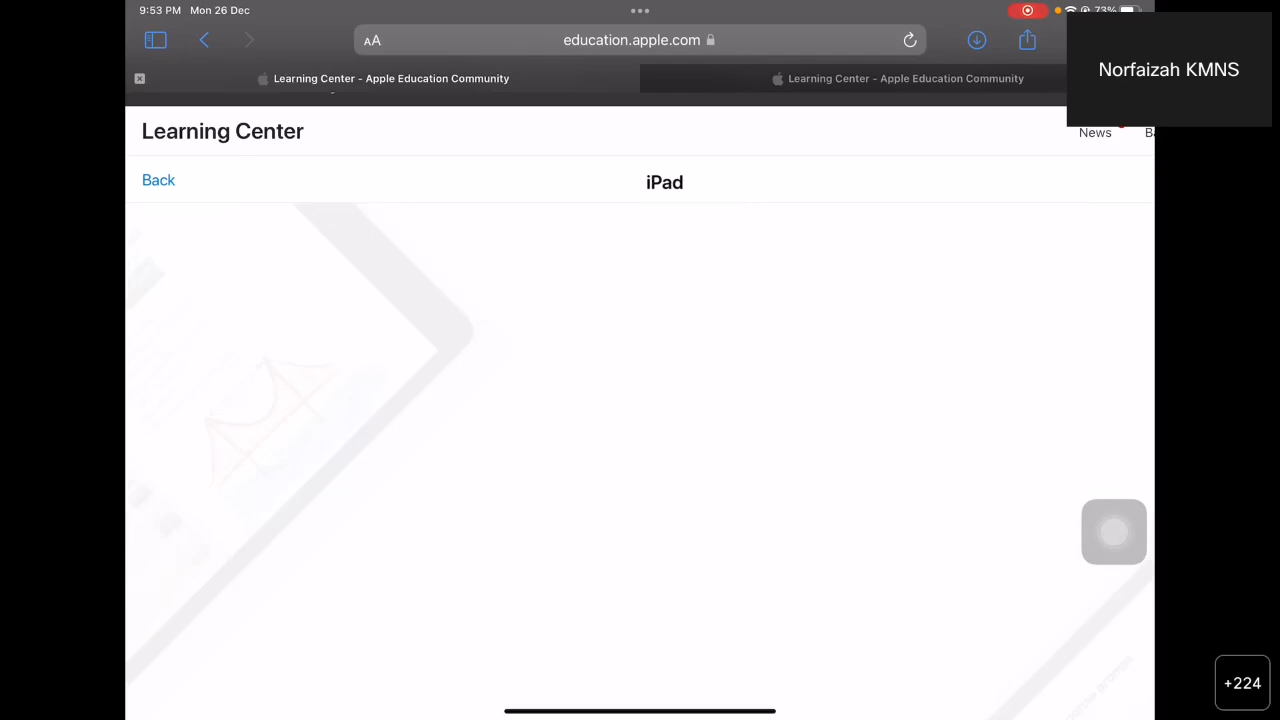 9:53 PM Mon 26 Dec
73%
AA
education.apple.com
Learning Center - Apple Education Community
Learning Center - Apple Education Community
Norfaizah KMNS
Learning Center
News
Back
iPad
+224